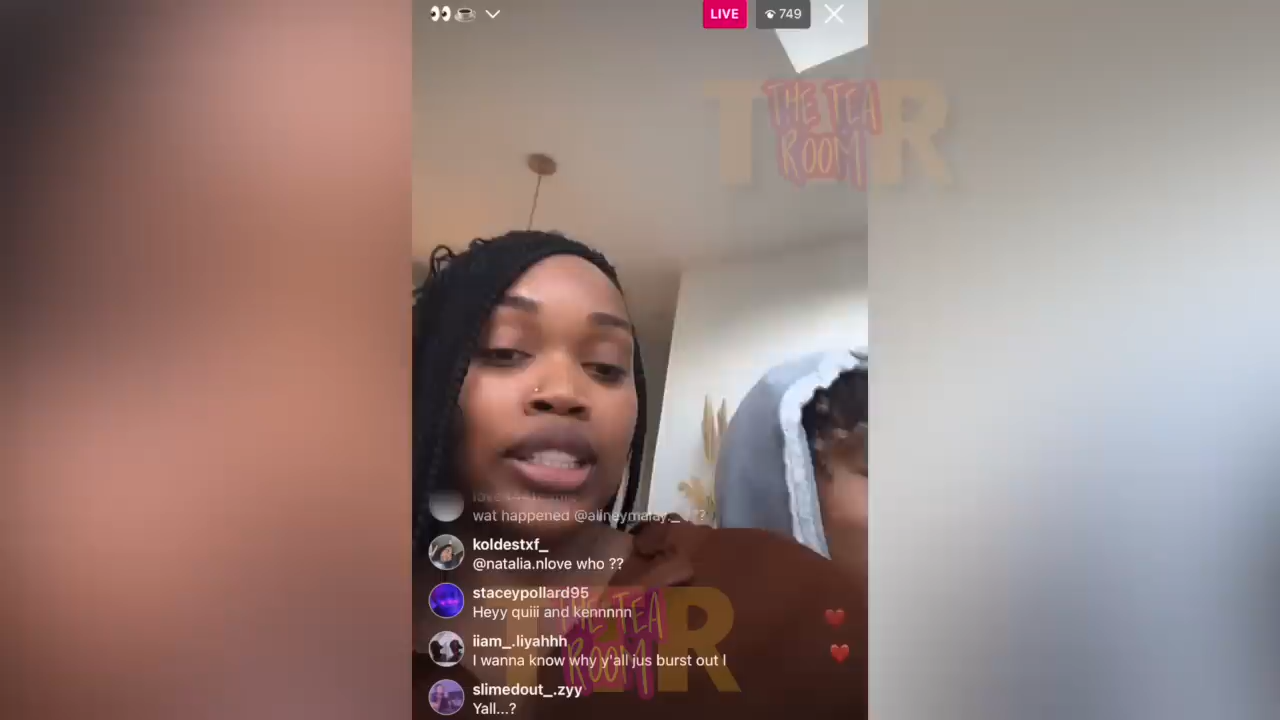 LIVE
749
T R
THE TEA
ROOM
wat happened
koldestxf_
@natalia.nlove who ??
staceypollard95
Heyy quiii and kennnnn
iiam_.liyahhh
I wanna know why y'all jus burst out l
slimedout_.zyy
Yall...?
THE TEA
ROOM
R